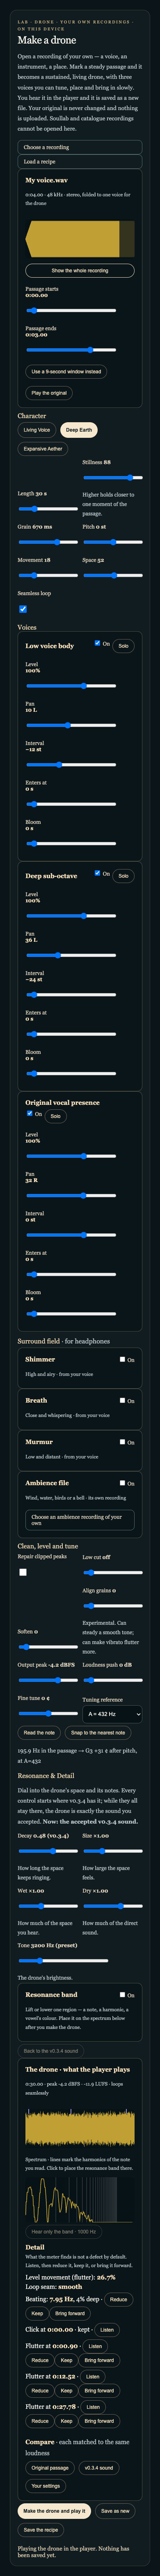 LAB · DRONE · YOUR OWN RECORDINGS ·
ON THIS DEVICE
Make a drone
Open a recording of your own — a voice, an
instrument, a place. Mark a steady passage and it
becomes a sustained, living drone, with three
voices you can tune, place and bring in slowly.
You hear it in the player and it is saved as a new
file. Your original is never changed and nothing
is uploaded. Scullah and catalogue recordings
cannot be opened here.
Choose a recording
Load a recipe
My voice.wav
0:04.00 · 48 kHz · stereo, folded to one voice for
the drone
Show the whole recording
Passage starts
0:00.00
Passage ends
0:03.00
Use a 9-second window instead
Play the original
Character
Living Voice
Deep Earth
Expansive Aether
Stillness 88
Higher holds closer to
one moment of the
passage.
Length 30 s
Grain 670 ms
Pitch 0 st
Movement 18
Space 52
Seamless loop
Voices
Low voice body
On
Solo
Level
100%
Pan
10 L
Interval
−12 st
Enters at
0 s
Bloom
0 s
Deep sub-octave
On
Solo
Level
100%
Pan
36 L
Interval
−24 st
Enters at
0 s
Bloom
0 s
Original vocal presence
On
Solo
Level
100%
Pan
32 R
Interval
0 st
Enters at
0 s
Bloom
0 s
Surround field · for headphones
Shimmer
On
High and airy · from your voice
Breath
On
Close and whispering · from your voice
Murmur
On
Low and distant · from your voice
Ambience file
On
Wind, water, birds or a bell · its own recording
Choose an ambience recording of your
own
Clean, level and tune
Repair clipped peaks
Low cut off
Align grains 0
Experimental. Can
steady a smooth tone;
can make vibrato flutter
more.
Soften 0
Output peak -4.2 dBFS
Loudness push 0 dB
Fine tune 0 ¢
Tuning reference
A = 432 Hz
Read the note
Snap to the nearest note
195.9 Hz in the passage → G3 +31 ¢ after pitch,
at A=432
Resonance & Detail
Dial into the drone's space and its notes. Every
control starts where v0.3.4 has it; while they all
stay there, the drone is exactly the sound you
accepted. Now: the accepted v0.3.4 sound.
Decay 0.48 (v0.3.4)
Size ×1.00
How long the space
keeps ringing.
How large the space
feels.
Wet ×1.00
Dry ×1.00
How much of the space
you hear.
How much of the direct
sound.
Tone 3200 Hz (preset)
The drone's brightness.
Resonance band
On
Lift or lower one region — a note, a harmonic, a
vowel's colour. Place it on the spectrum below
after you make the drone.
Back to the v0.3.4 sound
The drone · what the player plays
0:30.00 · peak -4.2 dBFS · -11.9 LUFS · loops
seamlessly
Spectrum · lines mark the harmonics of the note
you read. Click to place the resonance band there.
Hear only the band · 1000 Hz
Detail
What the meter finds is not a defect by default.
Listen, then reduce it, keep it, or bring it forward.
Level movement (flutter): 26.7%
Loop seam: smooth
Beating: 7.95 Hz, 4% deep ·
Reduce
Keep
Bring forward
Click at 0:00.00 · kept ·
Listen
Flutter at 0:00.90 ·
Listen
Reduce
Keep
Bring forward
Flutter at 0:12.52 ·
Listen
Reduce
Keep
Bring forward
Flutter at 0:27.78 ·
Listen
Reduce
Keep
Bring forward
Compare · each matched to the same
loudness
Original passage
v0.3.4 sound
Your settings
Make the drone and play it
Save as new
Save the recipe
Playing the drone in the player. Nothing has
been saved yet.